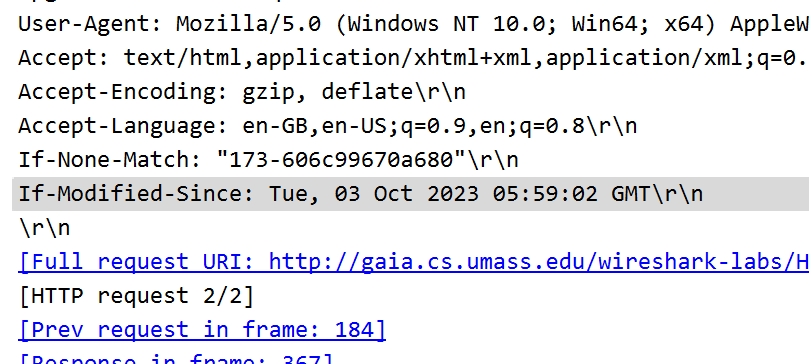 User-Agent: Mozilla/5.0 (Windows NT 10.0; Win64; x64) AppleW
Accept: text/html,application/xhtml+xml,application/xml;q=0.
Accept-Encoding: gzip, deflate\r\n
Accept-Language: en-GB,en-US;q=0.9,en;q=0.8\r\n
If-None-Match: "173-606c99670a680"\r\n
If-Modified-Since: Tue, 03 Oct 2023 05:59:02 GMT\r\n
\r\n
[Full request URI: http://gaia.cs.umass.edu/wireshark-labs/H
[HTTP request 2/2]
[Prev request in frame: 184]
[Response in frame: 367]